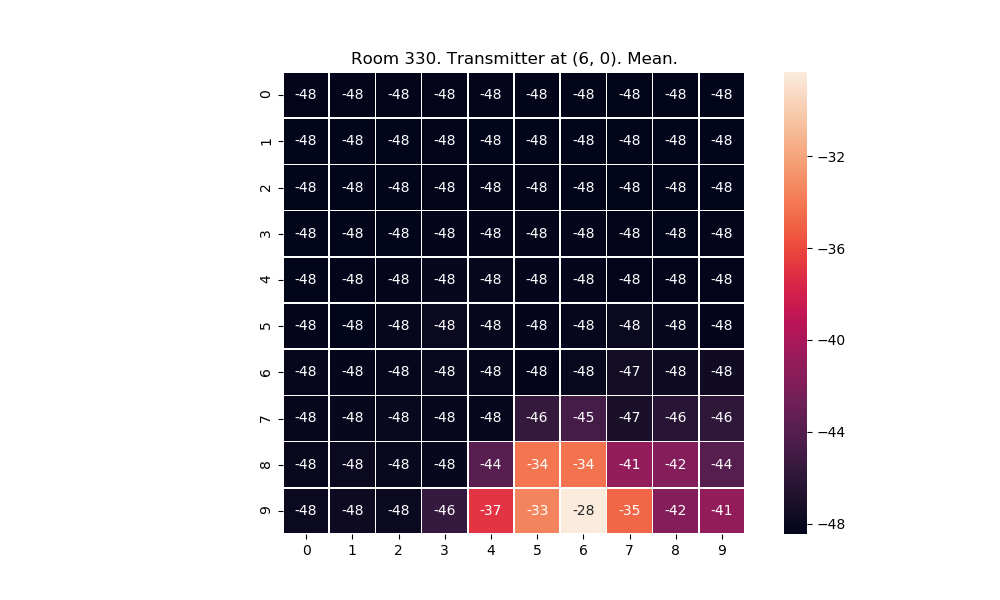 Room 330. Transmitter at (6, 0). Mean.
0 -48 -48 -48 -48 -48 -48 -48 -48 -48 -48
1 -48 -48 -48 -48 -48 -48 -48 -48 -48 -48
2 -48 -48 -48 -48 -48 -48 -48 -48 -48 -48
3 -48 -48 -48 -48 -48 -48 -48 -48 -48 -48
4 -48 -48 -48 -48 -48 -48 -48 -48 -48 -48
5 -48 -48 -48 -48 -48 -48 -48 -48 -48 -48
6 -48 -48 -48 -48 -48 -48 -48 -47 -48 -48
7 -48 -48 -48 -48 -48 -46 -45 -47 -46 -46
8 -48 -48 -48 -48 -44 -34 -34 -41 -42 -44
9 -48 -48 -48 -46 -37 -33 -28 -35 -42 -41
0 1 2 3 4 5 6 7 8 9
−32
−36
−40
−44
−48